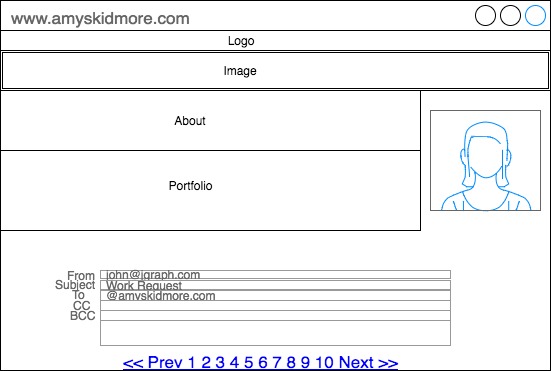 www.amyskidmore.com
Logo
Image
About
Portfolio
From john@jgraph.com
Subject Work Request
To @amyskidmore.com
CC
BCC
<< Prev 1 2 3 4 5 6 7 8 9 10 Next >>